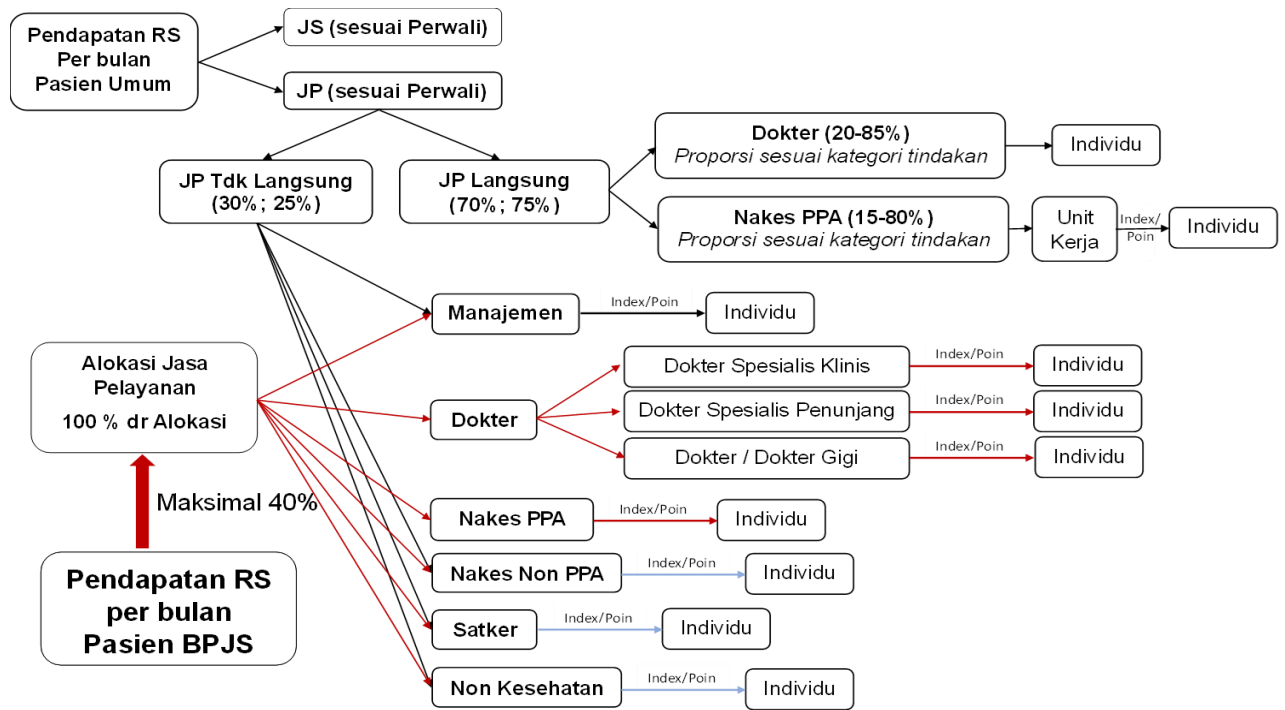 Pendapatan RS
Per bulan
Pasien Umum
JS (sesuai Perwali)
JP (sesuai Perwali)
JP Tdk Langsung
(30% ; 25%)
JP Langsung
(70% ; 75%)
Dokter (20-85%)
Proporsi sesuai kategori tindakan
Individu
Nakes PPA (15-80%)
Proporsi sesuai kategori tindakan
Unit
Kerja
Index/
Poin
Individu
Manajemen
Index/Poin
Individu
Alokasi Jasa
Pelayanan
100 % dr Alokasi
Dokter
Dokter Spesialis Klinis
Index/Poin
Individu
Dokter Spesialis Penunjang
Index/Poin
Individu
Dokter / Dokter Gigi
Index/Poin
Individu
Maksimal 40%
Nakes PPA
Index/Poin
Individu
Pendapatan RS
per bulan
Pasien BPJS
Nakes Non PPA
Index/Poin
Individu
Satker
Index/Poin
Individu
Non Kesehatan
Index/Poin
Individu